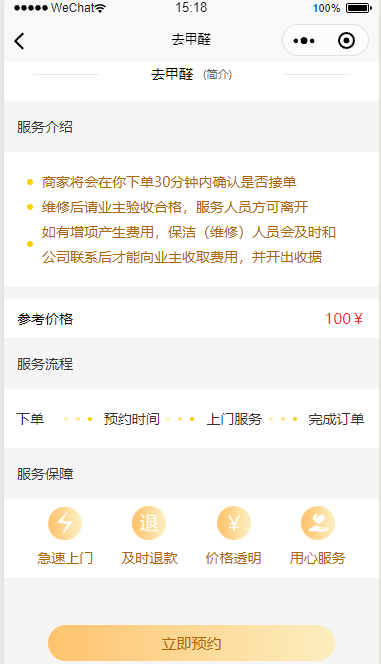 WeChat 15:18 100%
去甲醛
去甲醛 (简介)
服务介绍
商家将会在你下单30分钟内确认是否接单
维修后请业主验收合格，服务人员方可离开
如有增项产生费用，保洁（维修）人员会及时和
公司联系后才能向业主收取费用，并开出收据
参考价格 100￥
服务流程
下单 预约时间 上门服务 完成订单
服务保障
退 ￥
急速上门 及时退款 价格透明 用心服务
立即预约